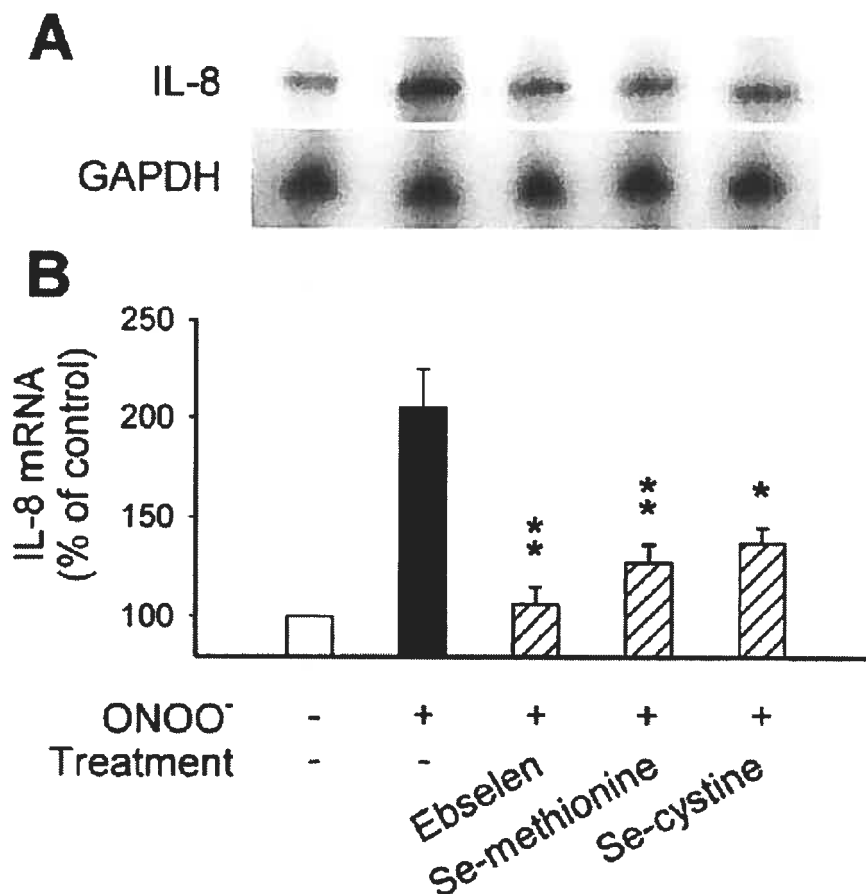 A
IL-8
GAPDH
B
IL-8 mRNA
(% of control)
250
200
150
100
* *
* *
*
ONOO⁻ - + + + +
Treatment - - Ebselen Se-methionine Se-cystine